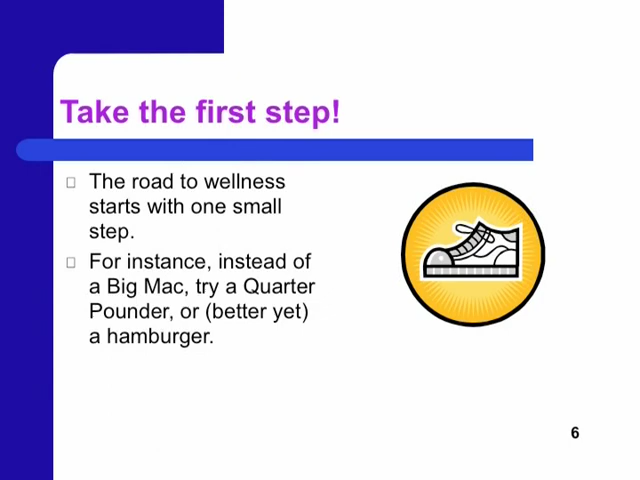 Take the first step!
The road to wellness
starts with one small
step.
For instance, instead of
a Big Mac, try a Quarter
Pounder, or (better yet)
a hamburger.
6